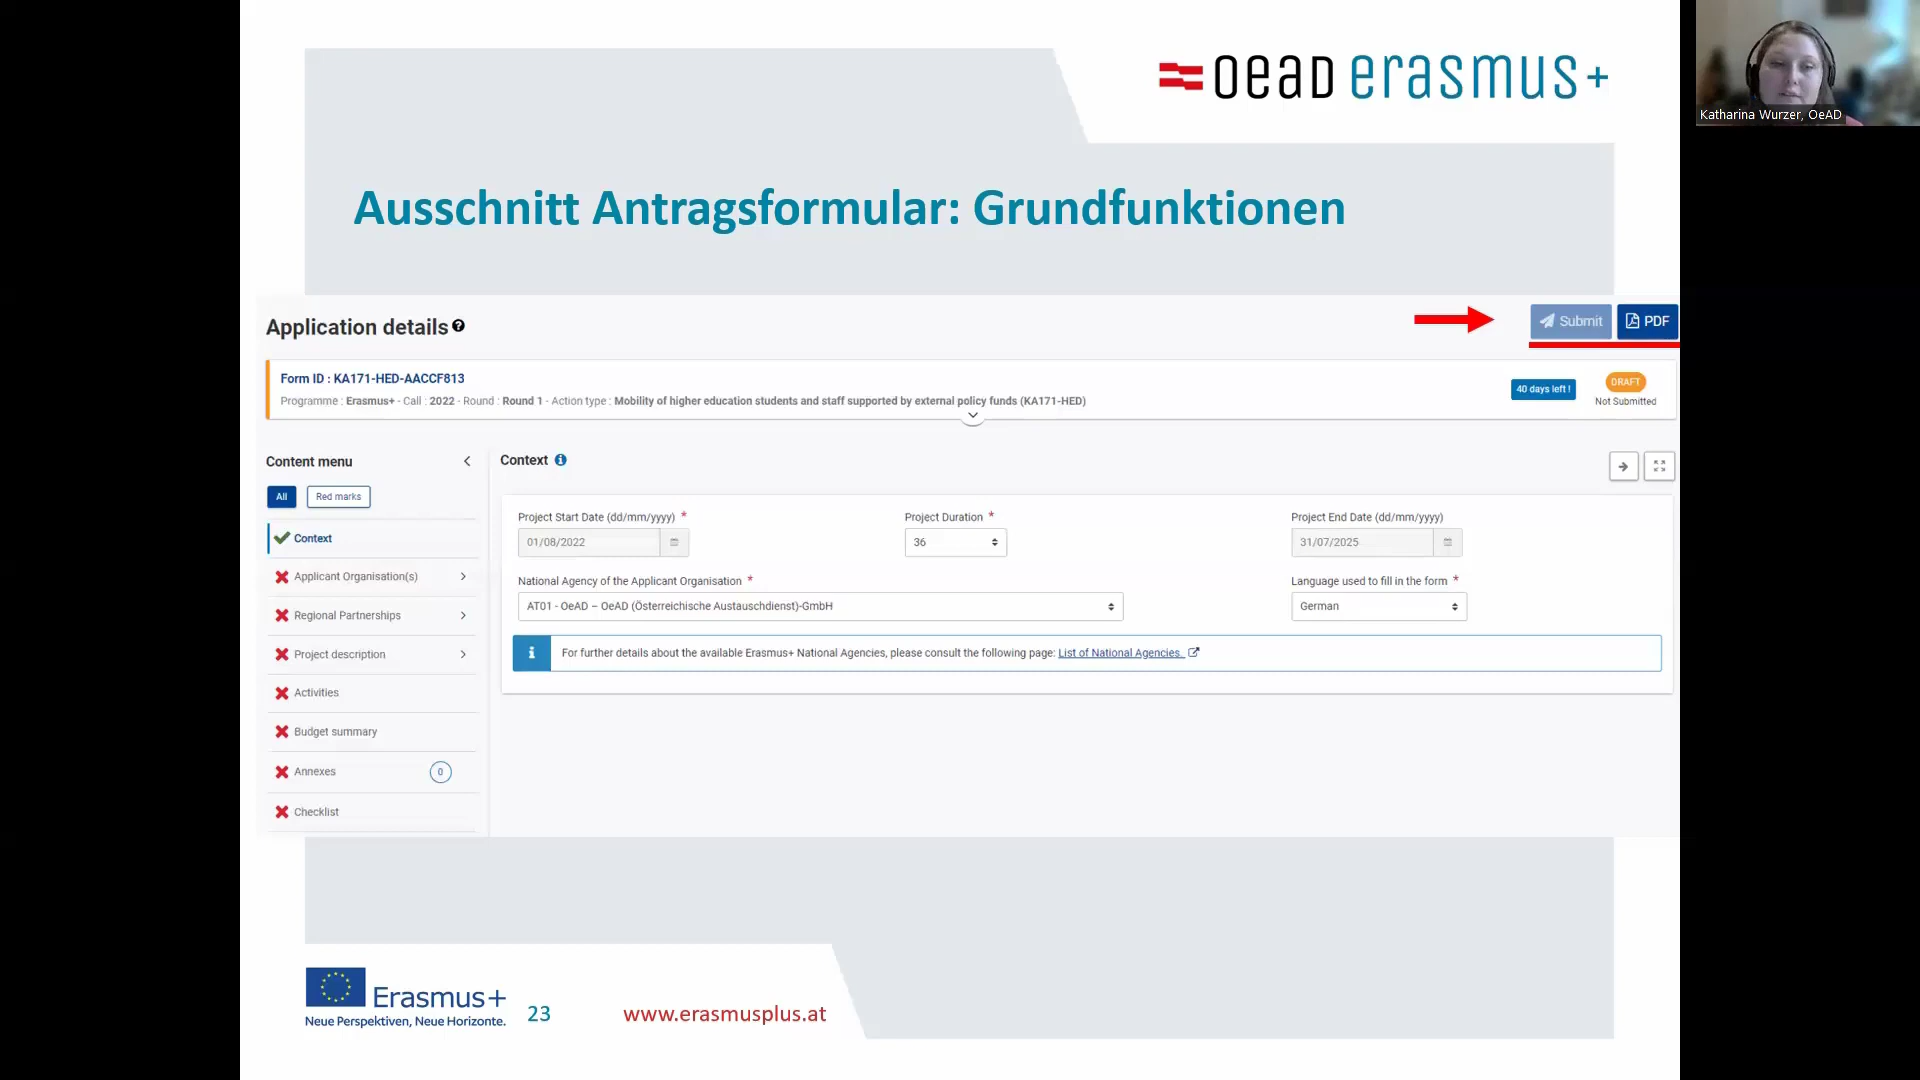 OEAD erasmus+
Katharina Wurzer, OeAD
Ausschnitt Antragsformular: Grundfunktionen
Application details ?
Submit PDF
Form ID : KA171-HED-AACCF813
Programme : Erasmus+ - Call : 2022 - Round : Round 1 - Action type : Mobility of higher education students and staff supported by external policy funds (KA171-HED)
40 days left !
DRAFT
Not Submitted
Content menu
All Red marks
Context
Applicant Organisation(s)
Regional Partnerships
Project description
Activities
Budget summary
Annexes 0
Checklist
Context i
Project Start Date (dd/mm/yyyy) * Project Duration * Project End Date (dd/mm/yyyy)
01/08/2022 36 31/07/2025
National Agency of the Applicant Organisation * Language used to fill in the form *
AT01 - OeAD – OeAD (Österreichische Austauschdienst)-GmbH German
i For further details about the available Erasmus+ National Agencies, please consult the following page: List of National Agencies.
Erasmus+
Neue Perspektiven, Neue Horizonte.
23
www.erasmusplus.at